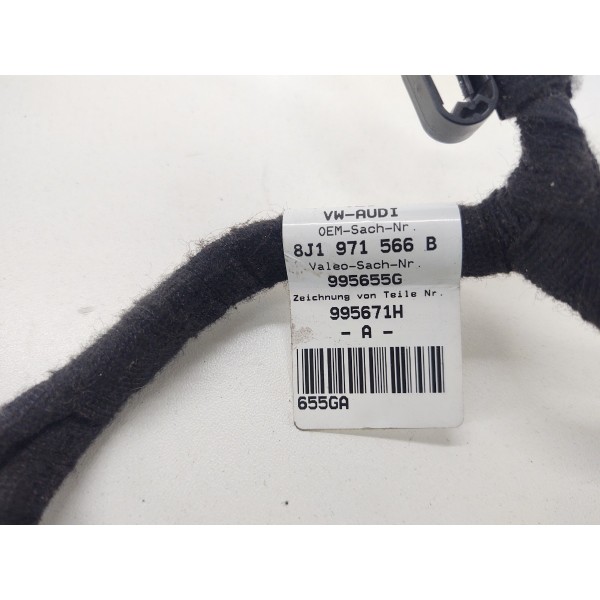 VW-AUDI
OEM-Sach-Nr.
8J1 971 566 B
Valeo-Sach-Nr.
995655G
Zeichnung von Teile Nr.
995671H
- A -
655GA